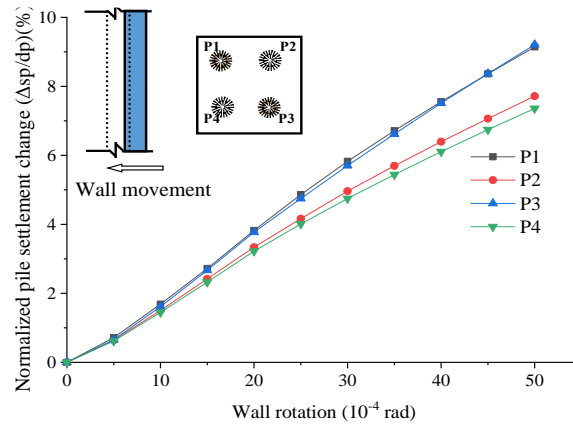 Normalized pile settlement change (Δsp/dp)(%)
10
8
6
4
2
0
P1 P2
P4 P3
Wall movement
P1
P2
P3
P4
0 10 20 30 40 50
Wall rotation (10⁻⁴ rad)